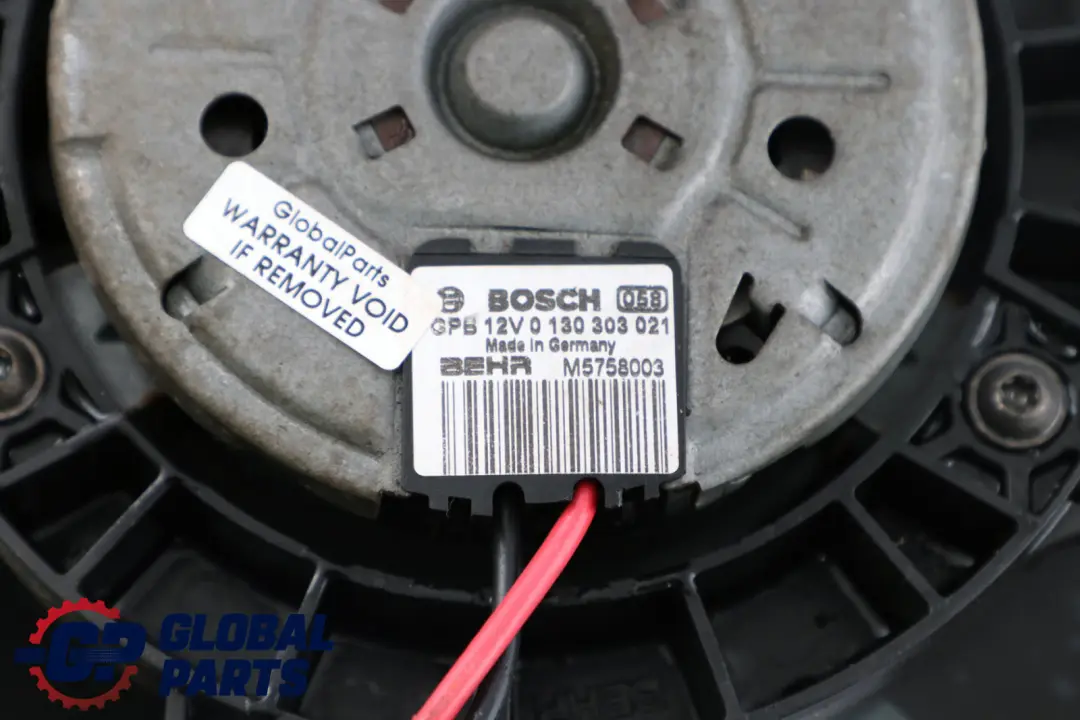 GlobalParts
WARRANTY VOID
IF REMOVED
BOSCH 058
GPB 12V 0 130 303 021
Made in Germany
BEHR M5758003
GP GLOBAL
PARTS